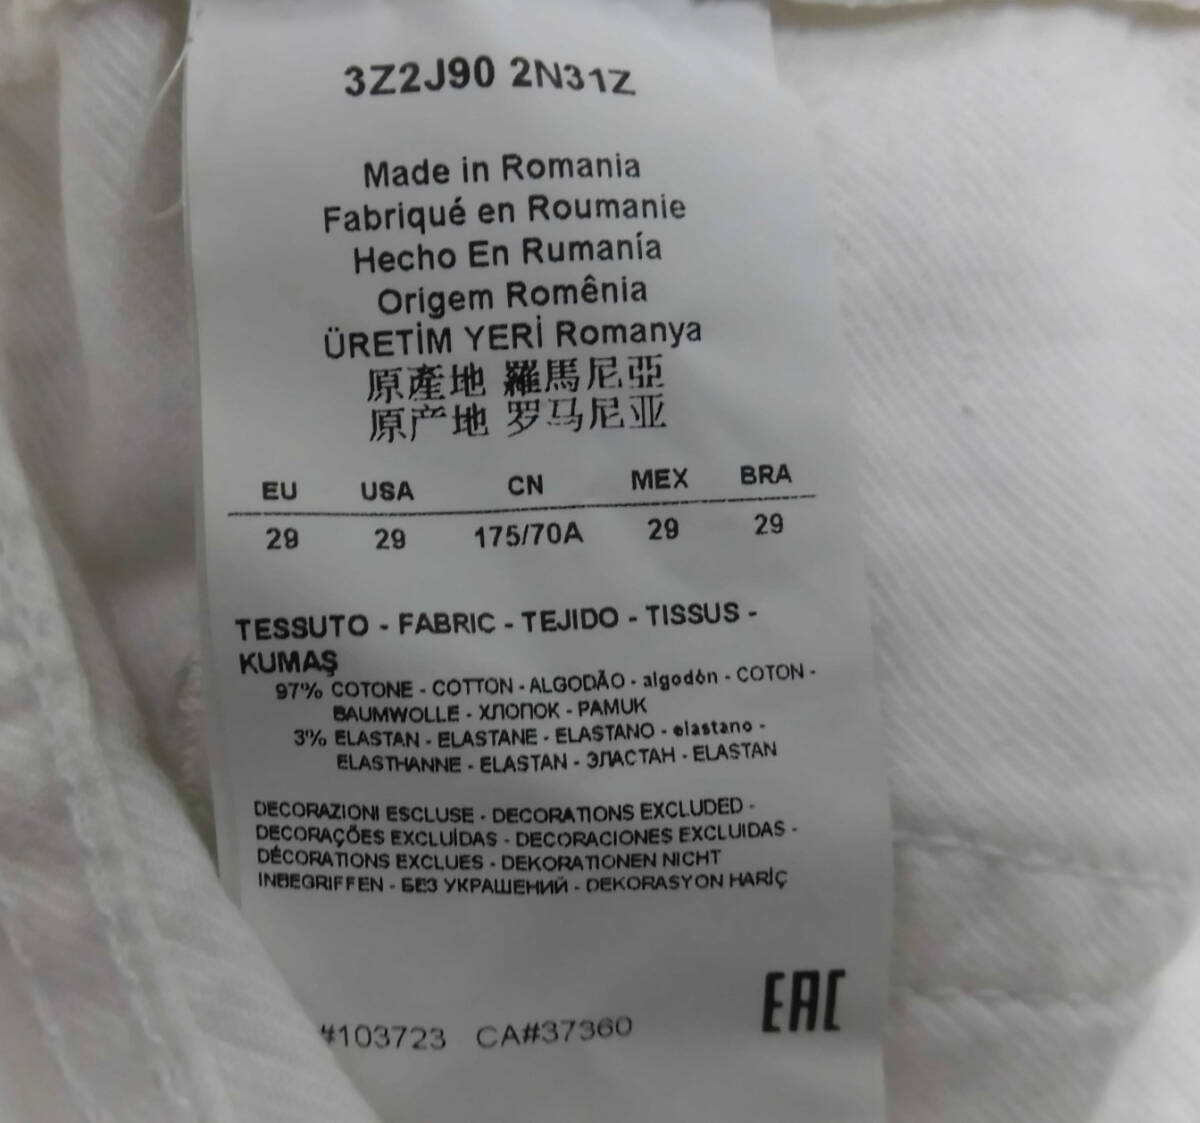 3Z2J90 2N31Z
Made in Romania
Fabriqué en Roumanie
Hecho En Rumanía
Origem Romênia
ÜRETİM YERİ Romanya
原產地 羅馬尼亞
原产地 罗马尼亚
EU USA CN MEX BRA
29 29 175/70A 29 29
TESSUTO - FABRIC - TEJIDO - TISSUS -
KUMAŞ
97% COTONE - COTTON - ALGODÃO - algodón - COTON -
BAUMWOLLE - ХЛОПОК - PAMUK
3% ELASTAN - ELASTANE - ELASTANO - elastano -
ELASTHANNE - ELASTAN - ЭЛАСТАН - ELASTAN
DECORAZIONI ESCLUSE - DECORATIONS EXCLUDED -
DECORAÇÕES EXCLUÍDAS - DECORACIONES EXCLUIDAS -
DÉCORATIONS EXCLUES - DEKORATIONEN NICHT
INBEGRIFFEN - БЕЗ УКРАШЕНИЙ - DEKORASYON HARİÇ
EAC
#103723 CA#37360